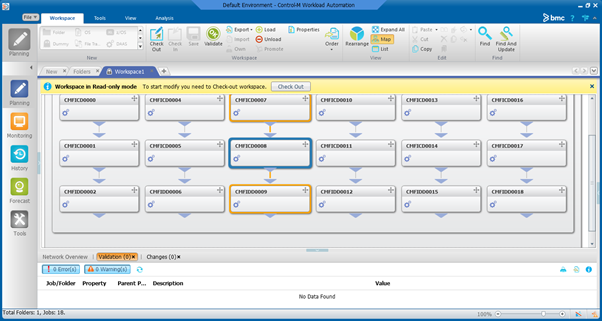 Default Environment - Control-M Workload Automation
File
Workspace
Tools
View
Analysis
bmc
Planning
Job
OS
Dummy
File Tra...
DAS
New
Check Out
Check In
Save
Validate
Export
Import
Own
Load
Unload
Promote
Workspace
Properties
Order
Rearrange
Expand All
Map
List
View
Paste
Cut
Copy
Edit
Find
Find And Update
Find
New
Folders
Workspace1
Workspace in Read-only mode To start modify you need to Check-out workspace. Check Out
Planning
Monitoring
History
Forecast
Tools
CMFICD0000
CMFICD0004
CMFICD0007
CMFICD0010
CMFICD0013
CMFICD0016
CMFICD0001
CMFICD0005
CMFICD0008
CMFICD0011
CMFICD0014
CMFICD0017
CMFIDD0002
CMFIDD0006
CMFIDD0009
CMFIDD0012
CMFIDD0015
CMFIDD0018
Network Overview
Validation (0)
Changes (0)
0 Error(s)
0 Warning(s)
Job/Folder Property Parent P... Description Value
No Data Found
Total Folders: 1, Jobs: 18.
100%